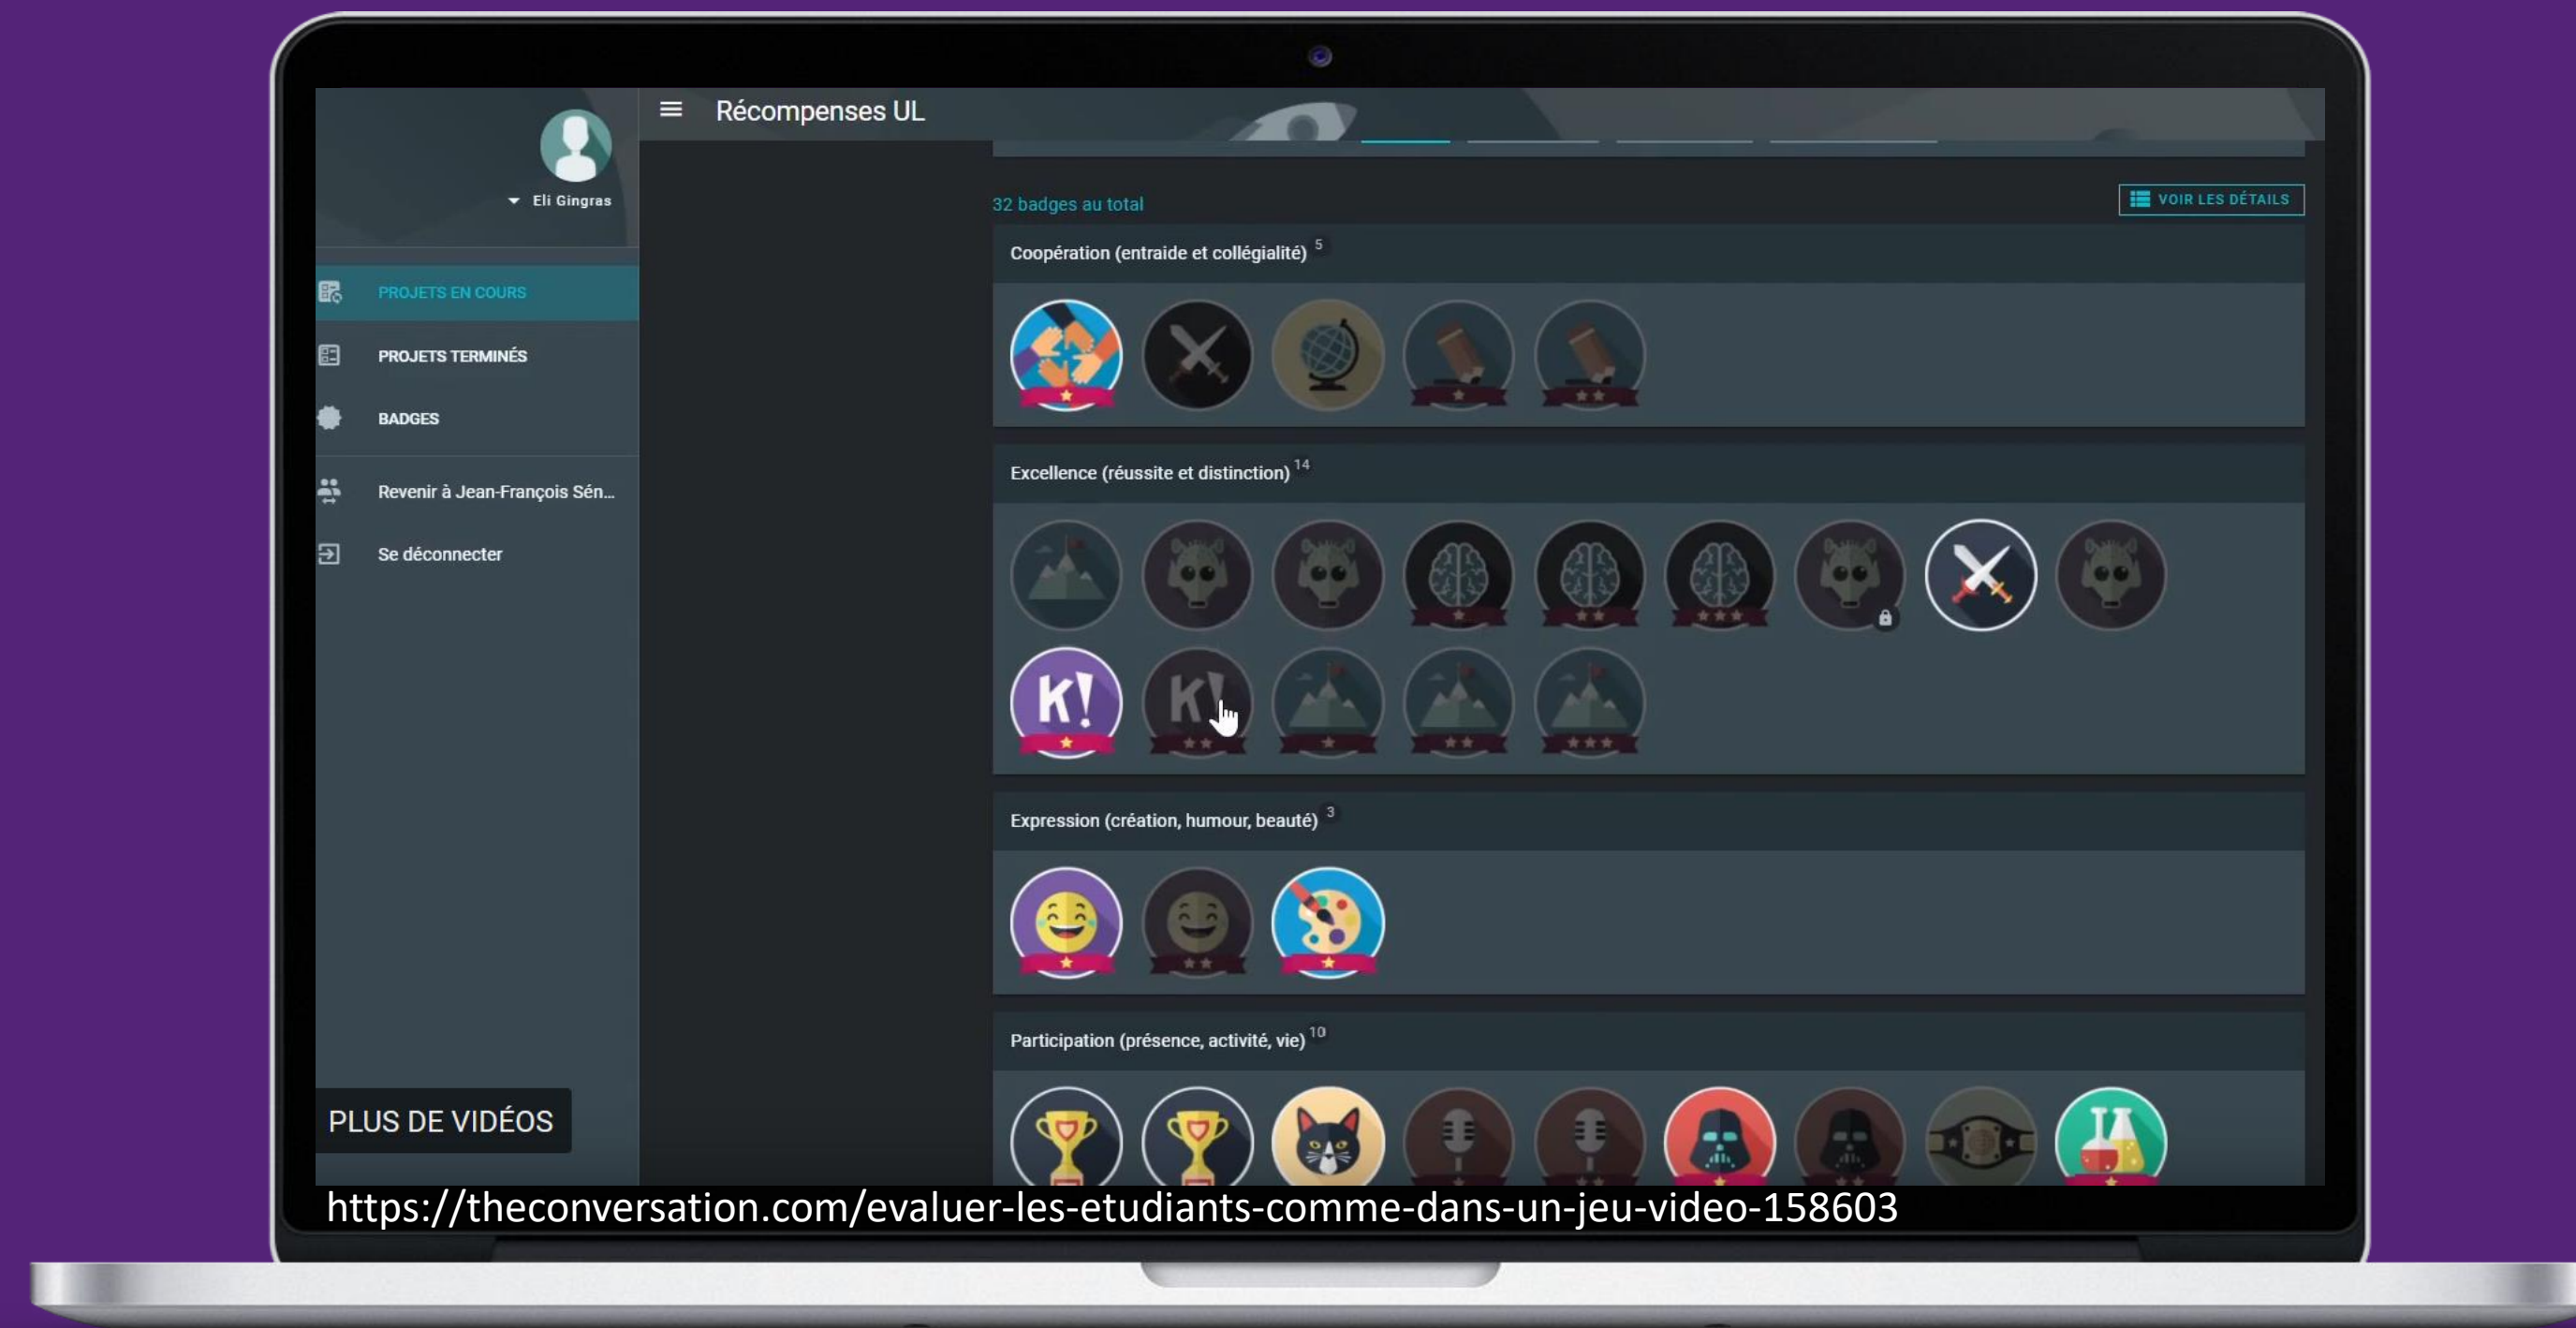 Récompenses UL
Eli Gingras
PROJETS EN COURS
PROJETS TERMINÉS
BADGES
Revenir à Jean-François Sén...
Se déconnecter
32 badges au total
VOIR LES DÉTAILS
Coopération (entraide et collégialité) 5
Excellence (réussite et distinction) 14
K!
K!
Expression (création, humour, beauté) 3
Participation (présence, activité, vie) 10
PLUS DE VIDÉOS
https://theconversation.com/evaluer-les-etudiants-comme-dans-un-jeu-video-158603